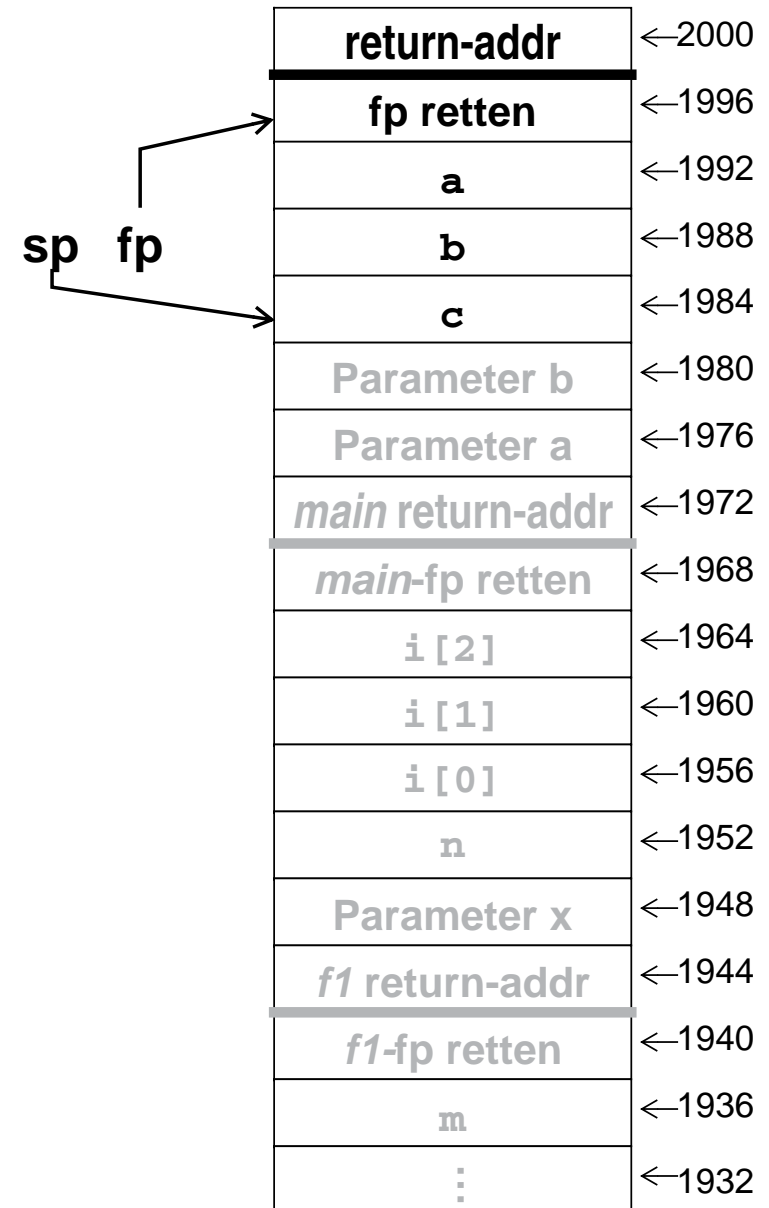 return-addr ←2000
fp retten ←1996
a ←1992
b ←1988
sp fp
c ←1984
Parameter b ←1980
Parameter a ←1976
main return-addr ←1972
main-fp retten ←1968
i[2] ←1964
i[1] ←1960
i[0] ←1956
n ←1952
Parameter x ←1948
f1 return-addr ←1944
f1-fp retten ←1940
m ←1936
⋮ ←1932